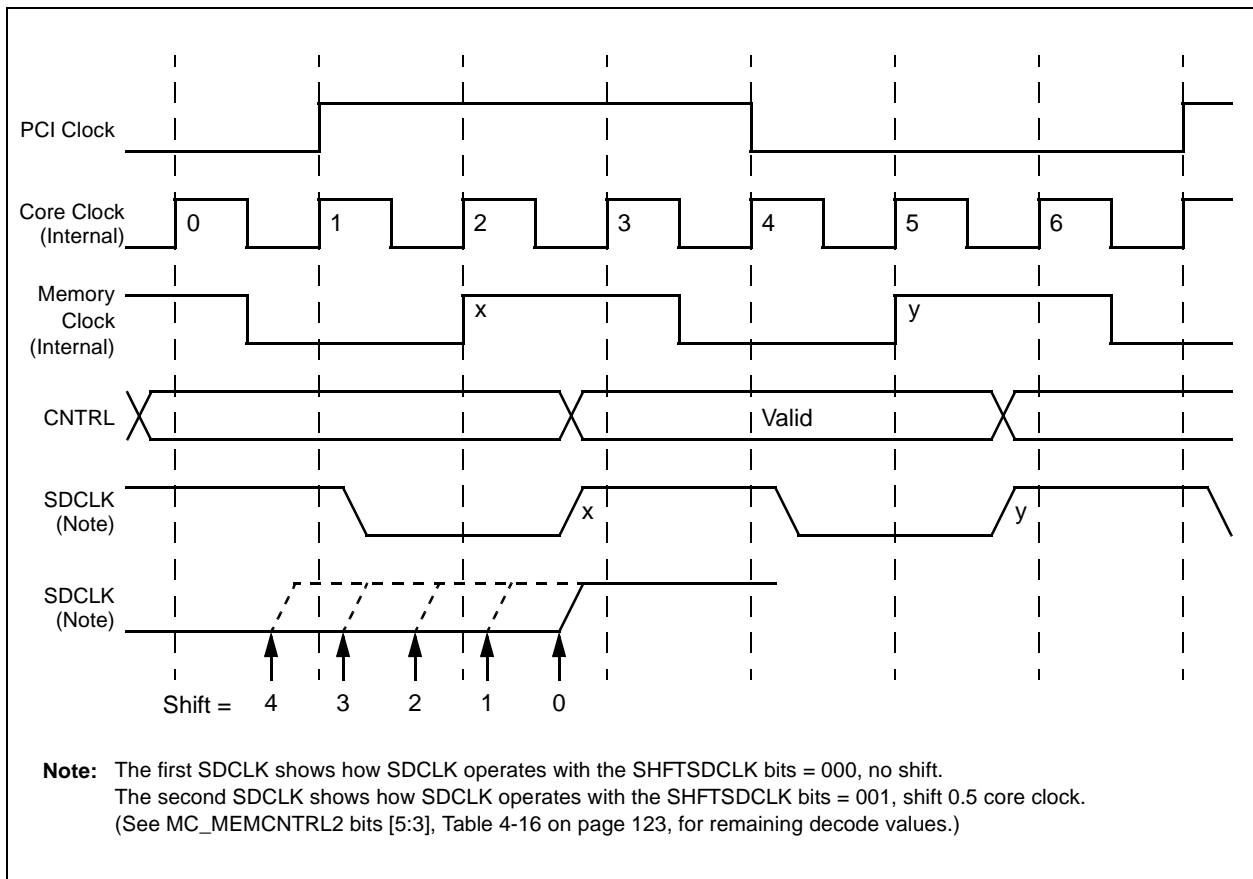 PCI Clock
Core Clock
(Internal)
0 1 2 3 4 5 6
Memory
Clock
(Internal)
x y
CNTRL
Valid
SDCLK
(Note)
x y
SDCLK
(Note)
Shift = 4 3 2 1 0
Note: The first SDCLK shows how SDCLK operates with the SHFTSDCLK bits = 000, no shift.
The second SDCLK shows how SDCLK operates with the SHFTSDCLK bits = 001, shift 0.5 core clock.
(See MC_MEMCNTRL2 bits [5:3], Table 4-16 on page 123, for remaining decode values.)